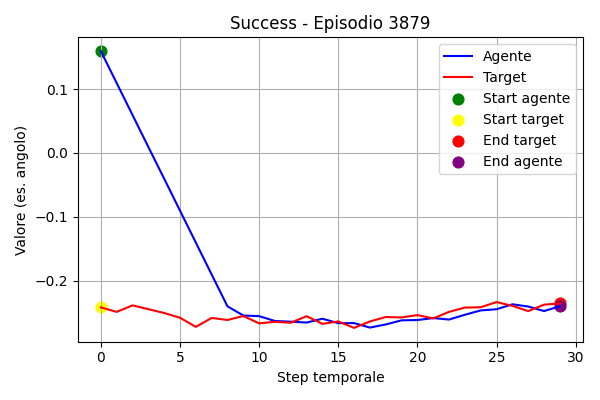 Success - Episodio 3879
Agente
Target
Start agente
Start target
End target
End agente
0.1
0.0
−0.1
−0.2
Valore (es. angolo)
0
5
10
15
20
25
30
Step temporale